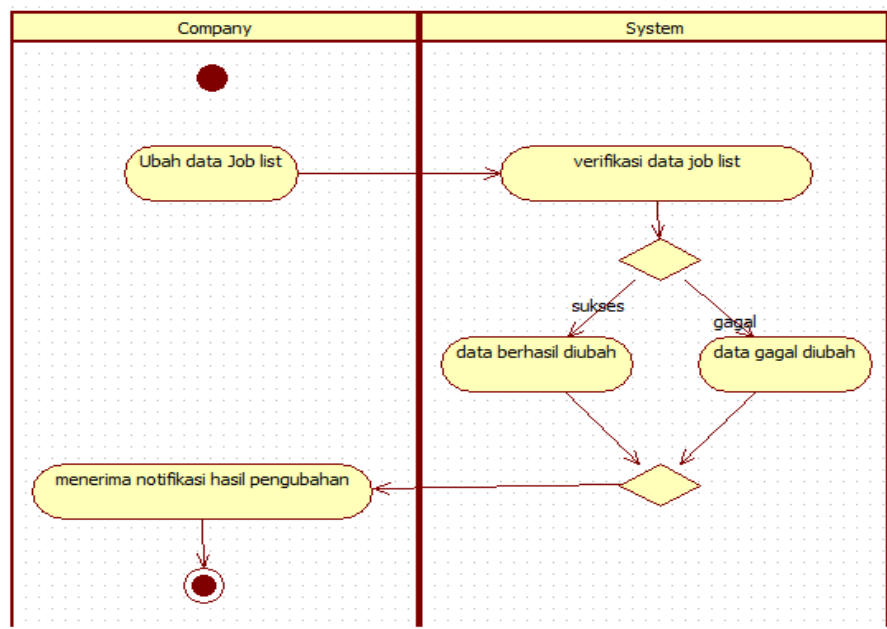 Company
System
Ubah data Job list
verifikasi data job list
sukses
gagal
data berhasil diubah
data gagal diubah
menerima notifikasi hasil pengubahan